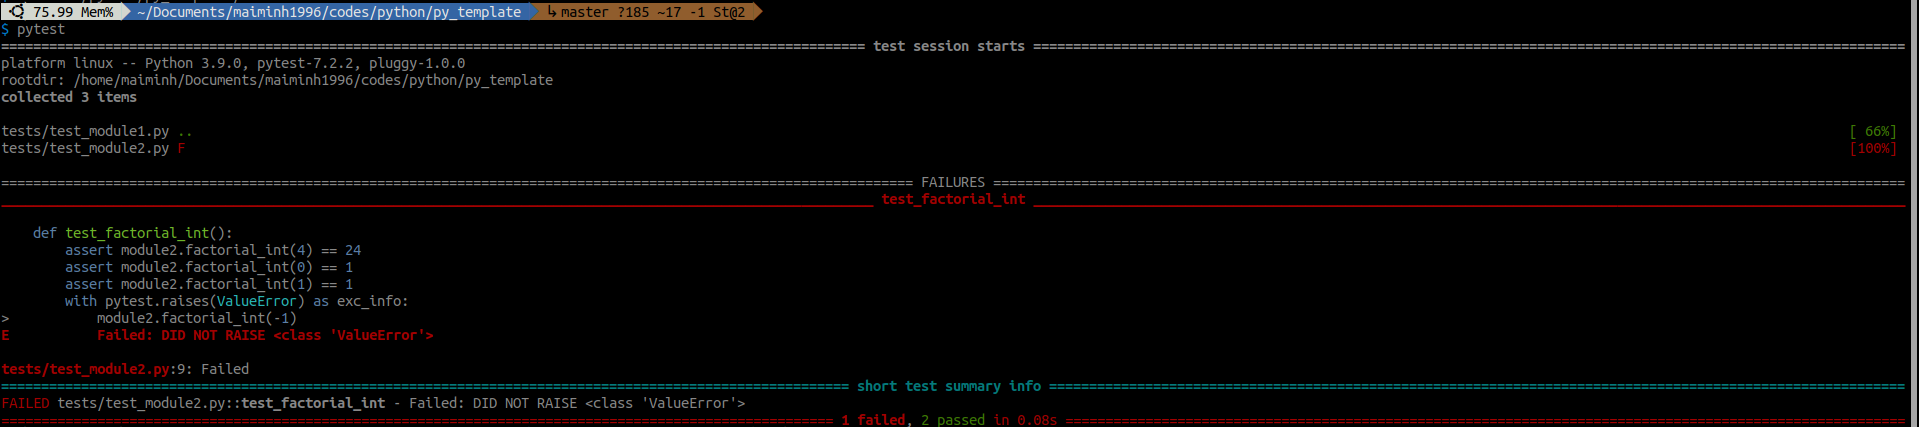 75.99 Mem% ~/Documents/maiminh1996/codes/python/py_template ↳ master ?185 ~17 -1 St@2
$ pytest
============ test session starts ============
platform linux -- Python 3.9.0, pytest-7.2.2, pluggy-1.0.0
rootdir: /home/maiminh/Documents/maiminh1996/codes/python/py_template
collected 3 items
tests/test_module1.py .. [ 66%]
tests/test_module2.py F [100%]
============ FAILURES ============
____________ test_factorial_int ____________
def test_factorial_int():
assert module2.factorial_int(4) == 24
assert module2.factorial_int(0) == 1
assert module2.factorial_int(1) == 1
with pytest.raises(ValueError) as exc_info:
> module2.factorial_int(-1)
E Failed: DID NOT RAISE <class 'ValueError'>
tests/test_module2.py:9: Failed
============ short test summary info ============
FAILED tests/test_module2.py::test_factorial_int - Failed: DID NOT RAISE <class 'ValueError'>
============ 1 failed, 2 passed in 0.08s ============